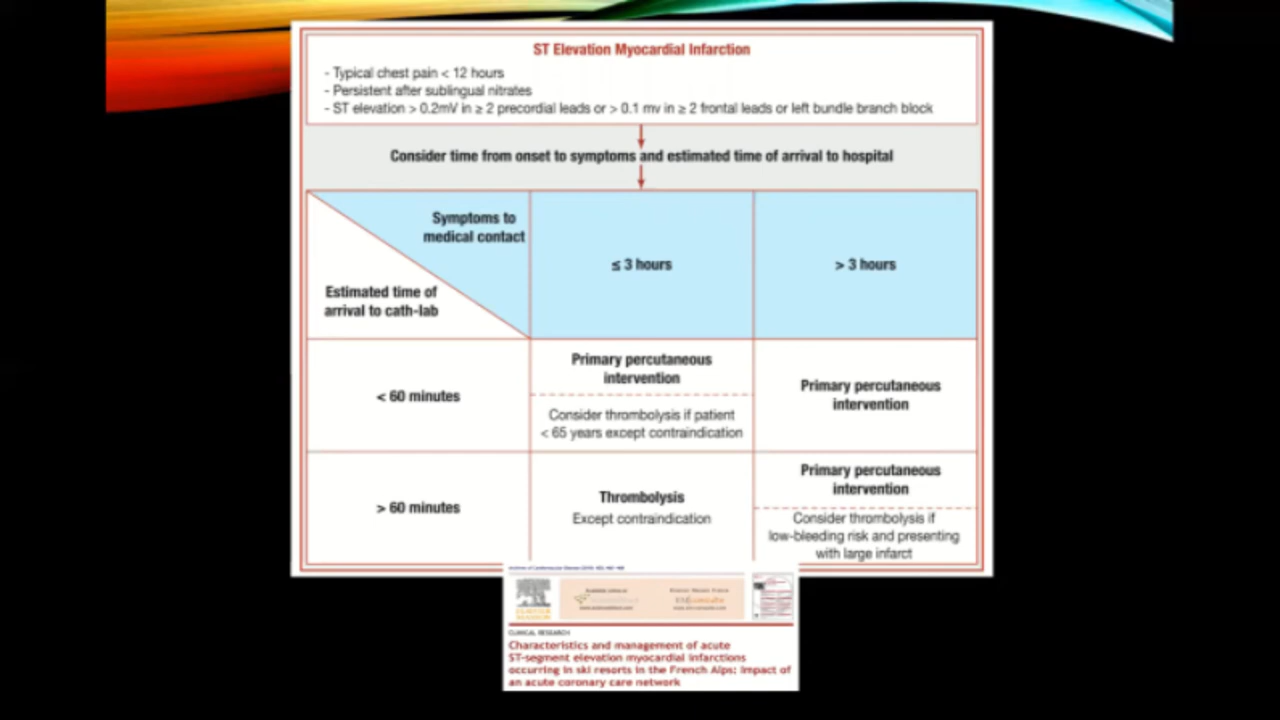 ST Elevation Myocardial Infarction
- Typical chest pain < 12 hours
- Persistent after sublingual nitrates
- ST elevation > 0.2mV in ≥ 2 precordial leads or > 0.1 mv in ≥ 2 frontal leads or left bundle branch block
Consider time from onset to symptoms and estimated time of arrival to hospital
Symptoms to
medical contact
Estimated time of
arrival to cath-lab
≤ 3 hours
> 3 hours
< 60 minutes
Primary percutaneous
intervention
Consider thrombolysis if patient
< 65 years except contraindication
Primary percutaneous
intervention
> 60 minutes
Thrombolysis
Except contraindication
Primary percutaneous
intervention
Consider thrombolysis if
low-bleeding risk and presenting
with large infarct
CLINICAL RESEARCH
Characteristics and management of acute
ST-segment elevation myocardial infarctions
occurring in ski resorts in the French Alps: Impact of
an acute coronary care network